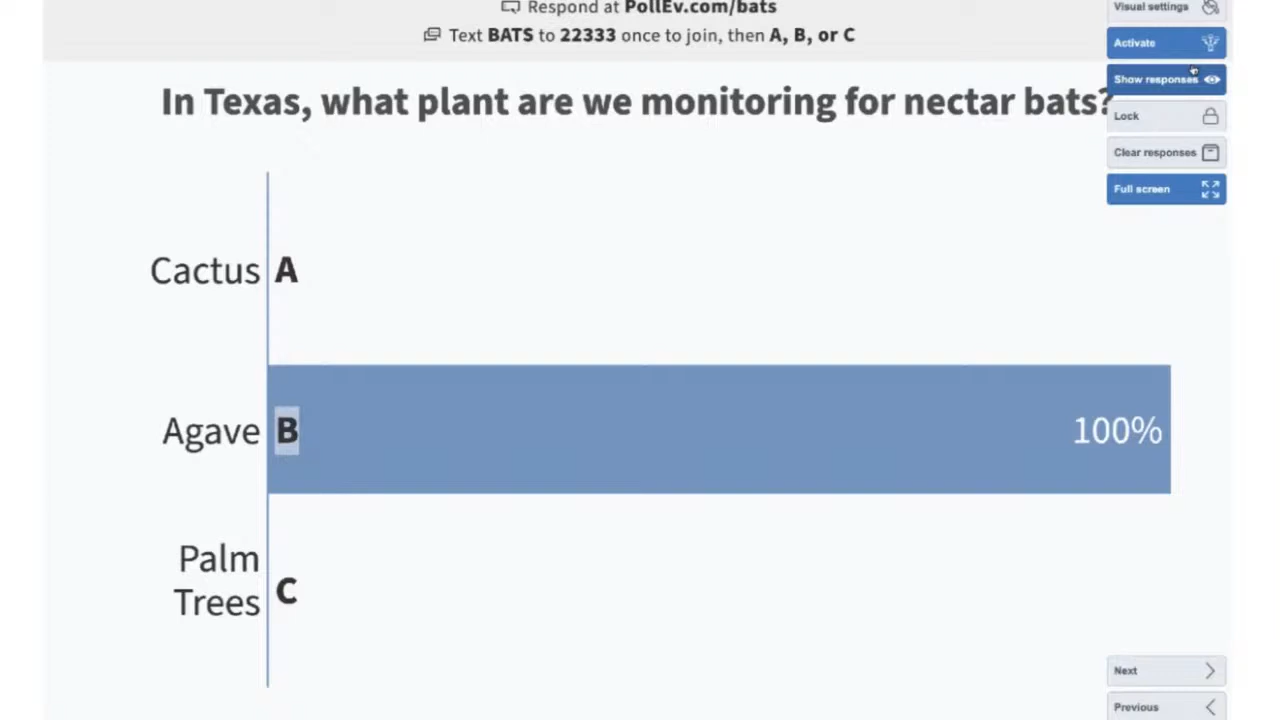 Respond at PollEv.com/bats
Text BATS to 22333 once to join, then A, B, or C
In Texas, what plant are we monitoring for nectar bats?
Cactus A
Agave B 100%
Palm
Trees C
Visual settings
Activate
Show responses
Lock
Clear responses
Full screen
Next
Previous